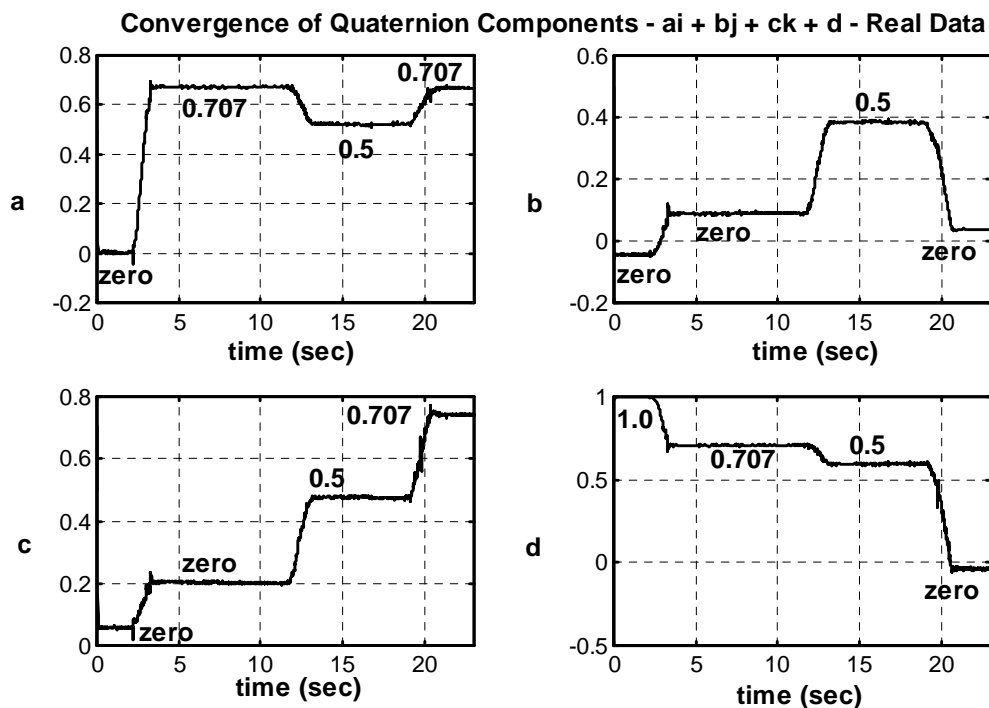 Convergence of Quaternion Components - ai + bj + ck + d - Real Data
0.8
0.6
0.4
0.2
0
-0.2
a
0.707
0.5
0.707
zero
0 5 10 15 20
time (sec)
0.6
0.4
0.2
0
-0.2
b
0.5
zero
zero
zero
0 5 10 15 20
time (sec)
0.8
0.6
0.4
0.2
0
c
0.707
0.5
zero
zero
0 5 10 15 20
time (sec)
1
0.5
0
-0.5
d
1.0
0.707
0.5
zero
0 5 10 15 20
time (sec)